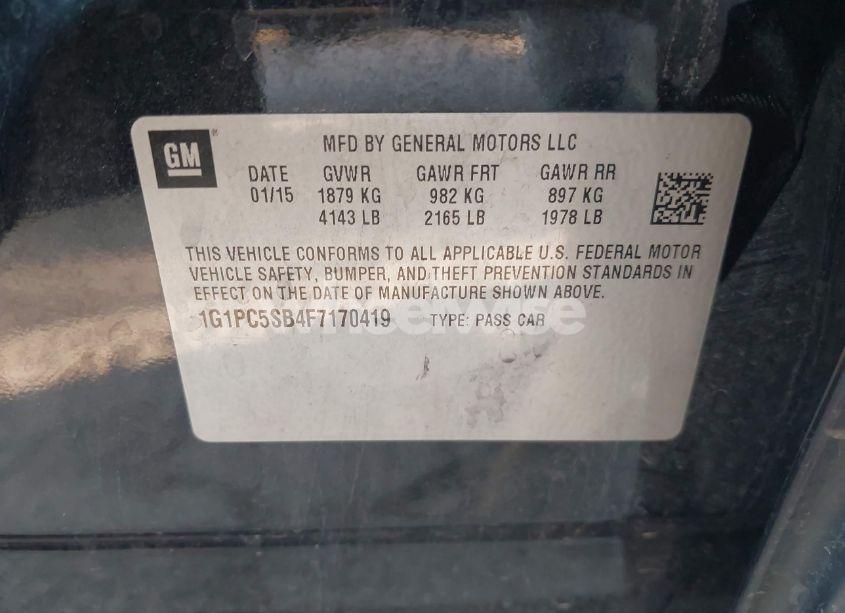 GM
MFD BY GENERAL MOTORS LLC
DATE GVWR GAWR FRT GAWR RR
01/15 1879 KG 982 KG 897 KG
4143 LB 2165 LB 1978 LB
THIS VEHICLE CONFORMS TO ALL APPLICABLE U.S. FEDERAL MOTOR
VEHICLE SAFETY, BUMPER, AND THEFT PREVENTION STANDARDS IN
EFFECT ON THE DATE OF MANUFACTURE SHOWN ABOVE.
1G1PC5SB4F7170419 TYPE: PASS CAR